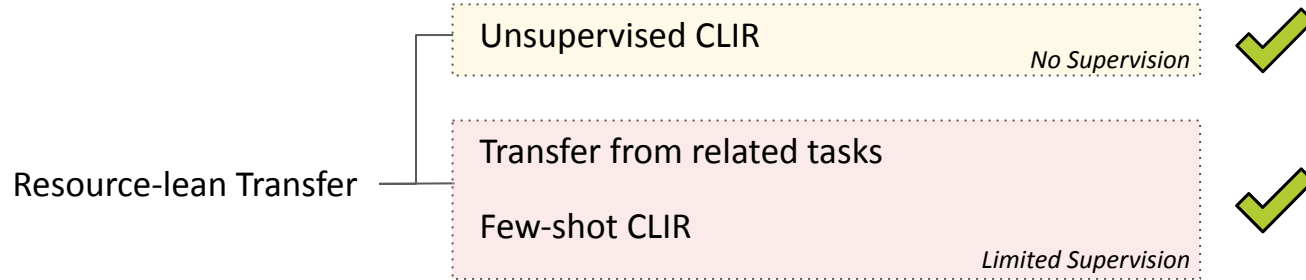 Unsupervised CLIR
No Supervision
Transfer from related tasks
Resource-lean Transfer
Few-shot CLIR
Limited Supervision